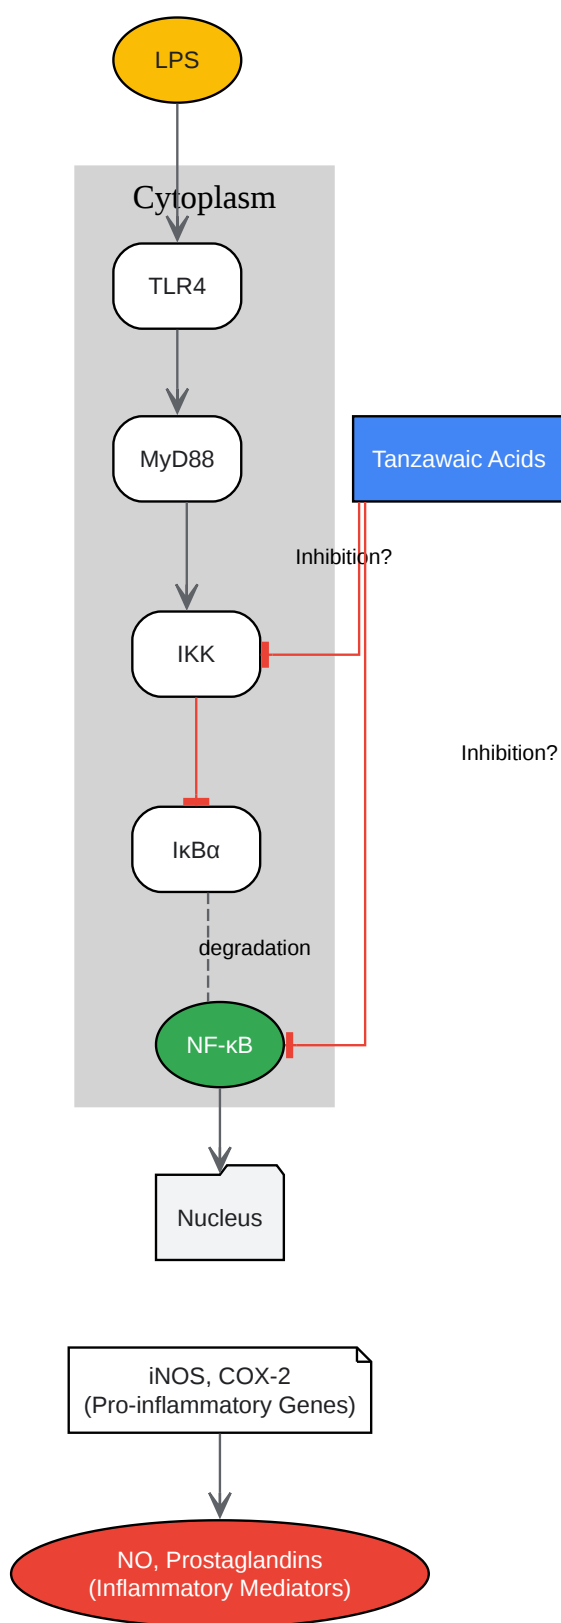 LPS
Cytoplasm
TLR4
MyD88
Tanzawaic Acids
Inhibition?
IKK
Inhibition?
IκBα
degradation
NF-κB
Nucleus
iNOS, COX-2
(Pro-inflammatory Genes)
NO, Prostaglandins
(Inflammatory Mediators)